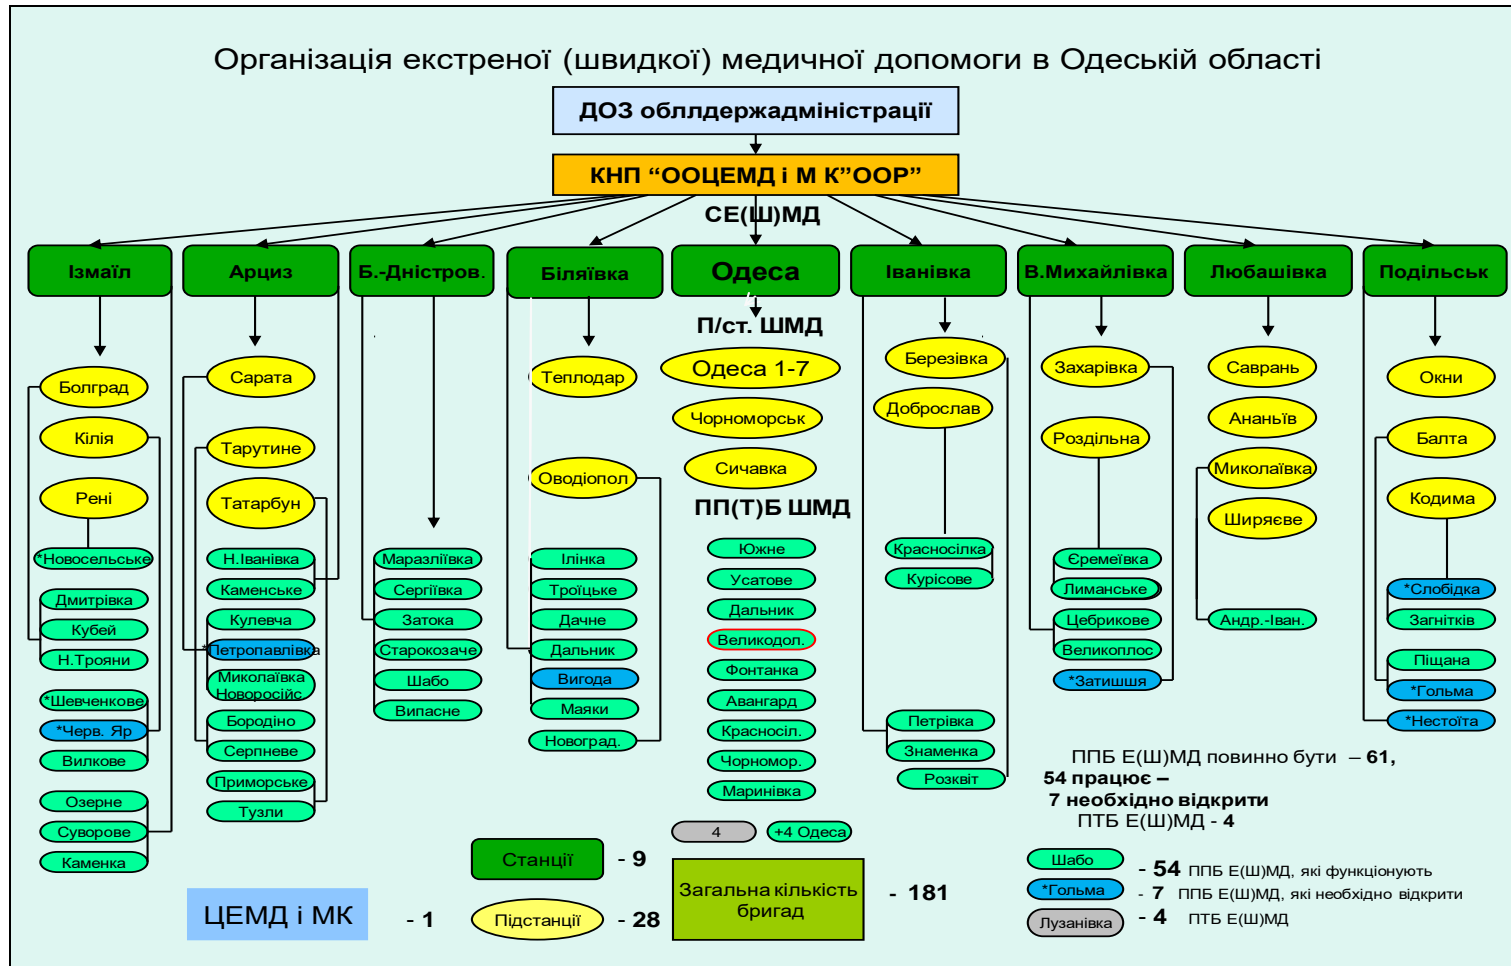 Організація екстреної (швидкої) медичної допомоги в Одеській області
ДОЗ обллдержадміністрації
КНП “ООЦЕМД і М К”ООР”
СЕ(Ш)МД
Ізмаїл
Арциз
Б.-Дністров.
Біляївка
Одеса
Іванівка
В.Михайлівка
Любашівка
Подільськ
П/ст. ШМД
Болград
Кілія
Рені
Сарата
Тарутине
Татарбун
Теплодар
Оводіопол
Одеса 1-7
Чорноморськ
Сичавка
Березівка
Доброслав
Захарівка
Роздільна
Саврань
Ананьїв
Миколаївка
Ширяєве
Окни
Балта
Кодима
ПП(Т)Б ШМД
*Новосельське
Дмитрівка
Кубей
Н.Трояни
*Шевченкове
*Черв. Яр
Вилкове
Озерне
Суворове
Каменка
Н.Іванівка
Каменське
Кулевча
*Петропавлівка
Миколаївка
Новоросійс
Бородіно
Серпневе
Приморське
Тузли
Маразліївка
Сергіївка
Затока
Старокозаче
Шабо
Випасне
Ілінка
Троїцьке
Дачне
Дальник
Вигода
Маяки
Новоград.
Южне
Усатове
Дальник
Великодол.
Фонтанка
Авангард
Красносіл.
Чорномор.
Маринівка
4
+4 Одеса
Красносілка
Курісове
Петрівка
Знаменка
Розквіт
Єремеївка
Лиманське
Цебрикове
Великоплос
*Затишшя
Андр.-Іван.
*Слобідка
Загнітків
Піщана
*Гольма
*Нестоїта
ППБ Е(Ш)МД повинно бути – 61,
54 працює –
7 необхідно відкрити
ПТБ Е(Ш)МД - 4
ЦЕМД і МК - 1
Станції - 9
Підстанції - 28
Загальна кількість
бригад - 181
Шабо - 54 ППБ Е(Ш)МД, які функціонують
*Гольма - 7 ППБ Е(Ш)МД, які необхідно відкрити
Лузанівка - 4 ПТБ Е(Ш)МД